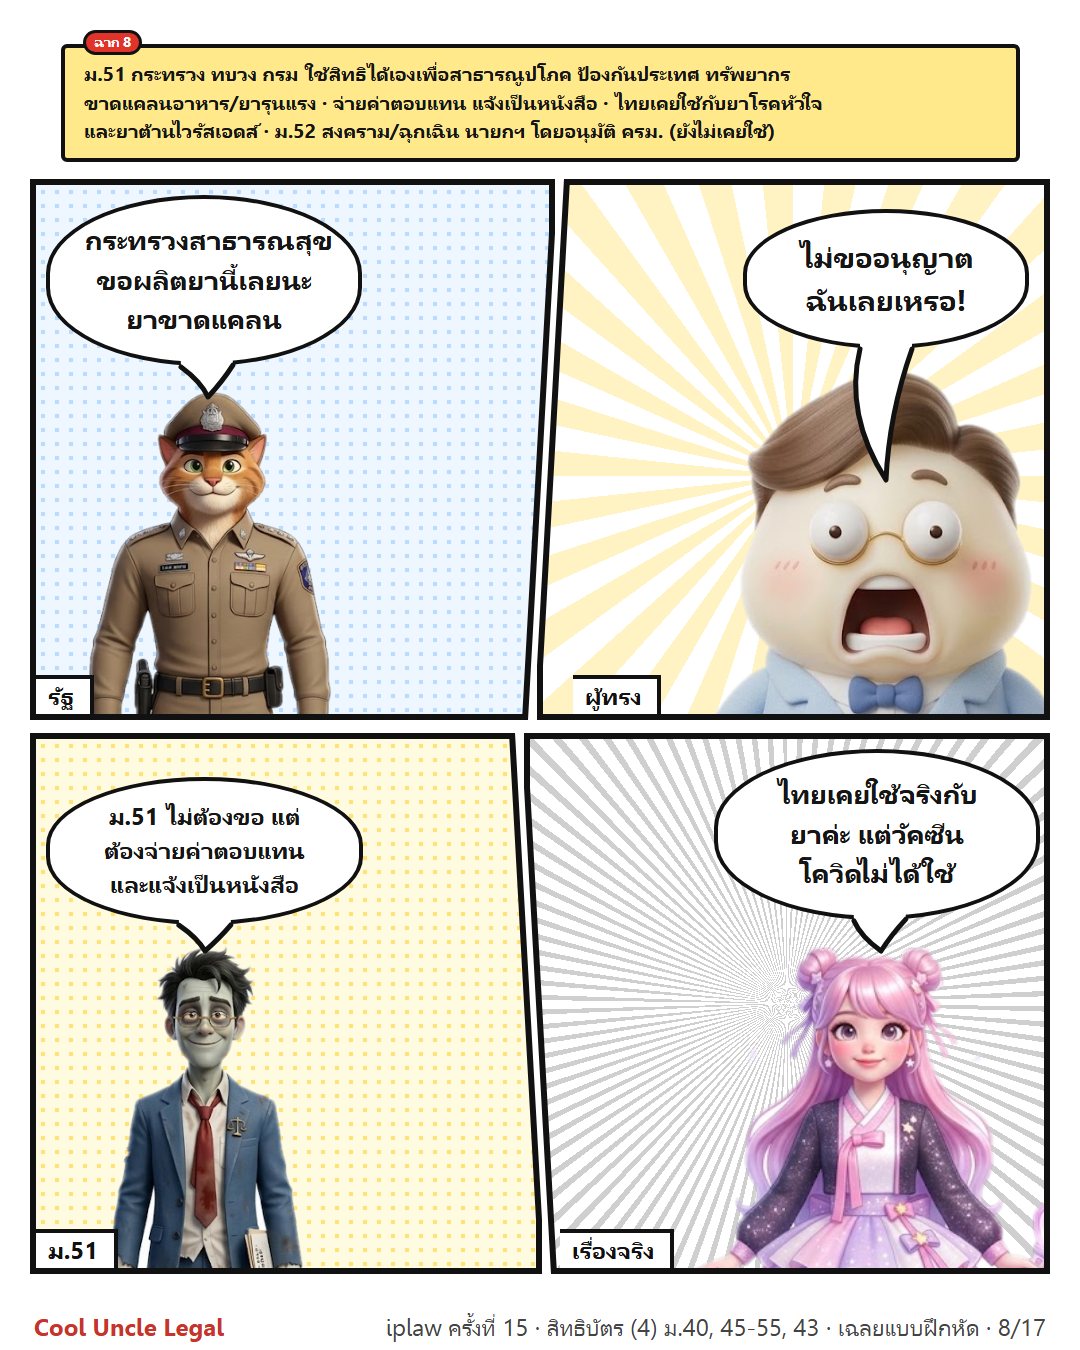 ฉาก 8
ม.51 กระทรวง ทบวง กรม ใช้สิทธิได้เองเพื่อสาธารณูปโภค ป้องกันประเทศ ทรัพยากร
ขาดแคลนอาหาร/ยารุนแรง · จ่ายค่าตอบแทน แจ้งเป็นหนังสือ · ไทยเคยใช้กับยาโรคหัวใจ
และยาต้านไวรัสเอดส์ · ม.52 สงคราม/ฉุกเฉิน นายกฯ โดยอนุมัติ ครม. (ยังไม่เคยใช้)
กระทรวงสาธารณสุข
ขอผลิตยานี้เลยนะ
ยาขาดแคลน
รัฐ
ไม่ขออนุญาต
ฉันเลยเหรอ!
ผู้ทรง
ม.51 ไม่ต้องขอ แต่
ต้องจ่ายค่าตอบแทน
และแจ้งเป็นหนังสือ
ม.51
ไทยเคยใช้จริงกับ
ยาค่ะ แต่วัคซีน
โควิดไม่ได้ใช้
เรื่องจริง
Cool Uncle Legal
iplaw ครั้งที่ 15 · สิทธิบัตร (4) ม.40, 45-55, 43 · เฉลยแบบฝึกหัด · 8/17